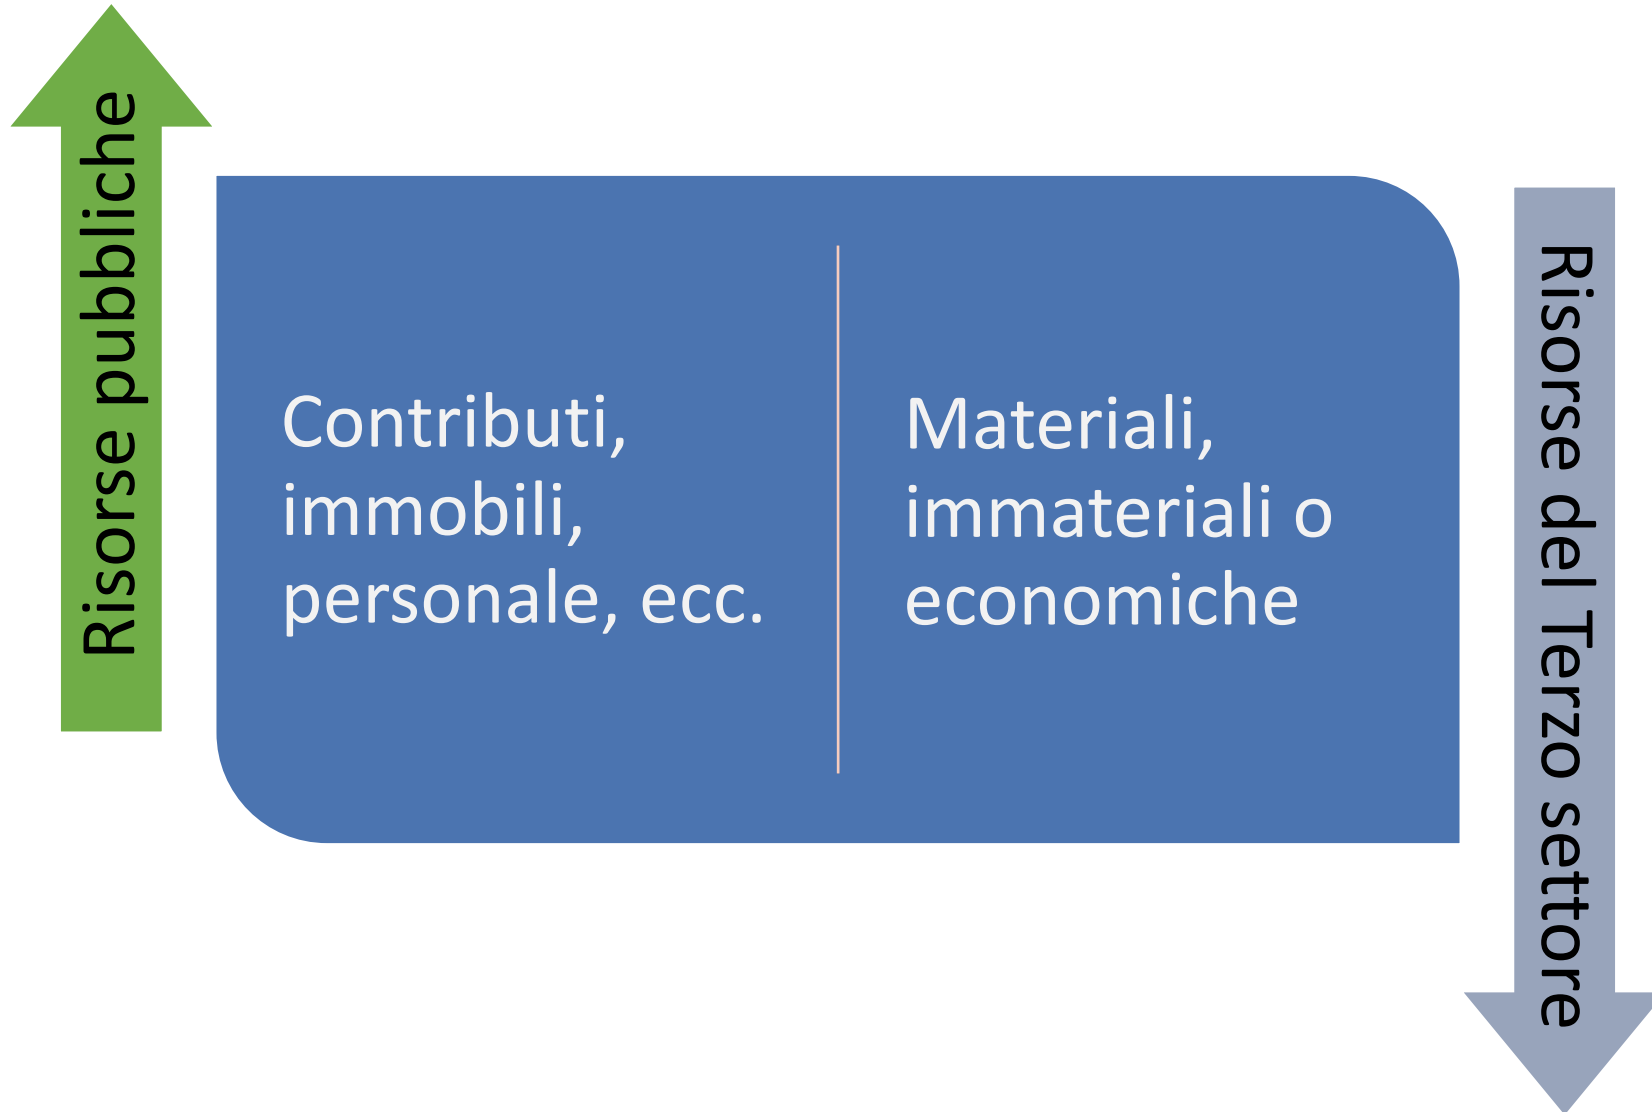 Risorse pubbliche
Contributi,
immobili,
personale, ecc.
Materiali,
immateriali o
economiche
Risorse del Terzo settore